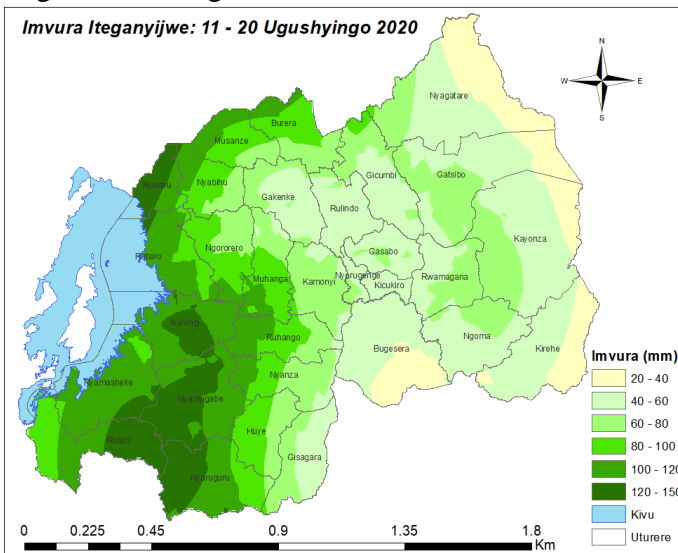 Imvura Iteganyijwe: 11 - 20 Ugushyingo 2020
N
W
E
S
Nyagatare
Burera
Musanze
Rubavu
Nyabihu
Gicumbi
Gatsibo
Gakenke
Rulindo
Kayonza
Rutsiro
Ngororero
Gasabo
Muhanga
Kamonyi
Nyarugenge
Rwamagana
Kicukiro
Karongi
Ruhango
Bugesera
Ngoma
Kirehe
Nyanza
Nyamasheke
Nyamagabe
Huye
Rusizi
Gisagara
Nyaruguru
Imvura (mm)
20 - 40
40 - 60
60 - 80
80 - 100
100 - 120
120 - 150
Kivu
Uturere
0 0.225 0.45 0.9 1.35 1.8
Km